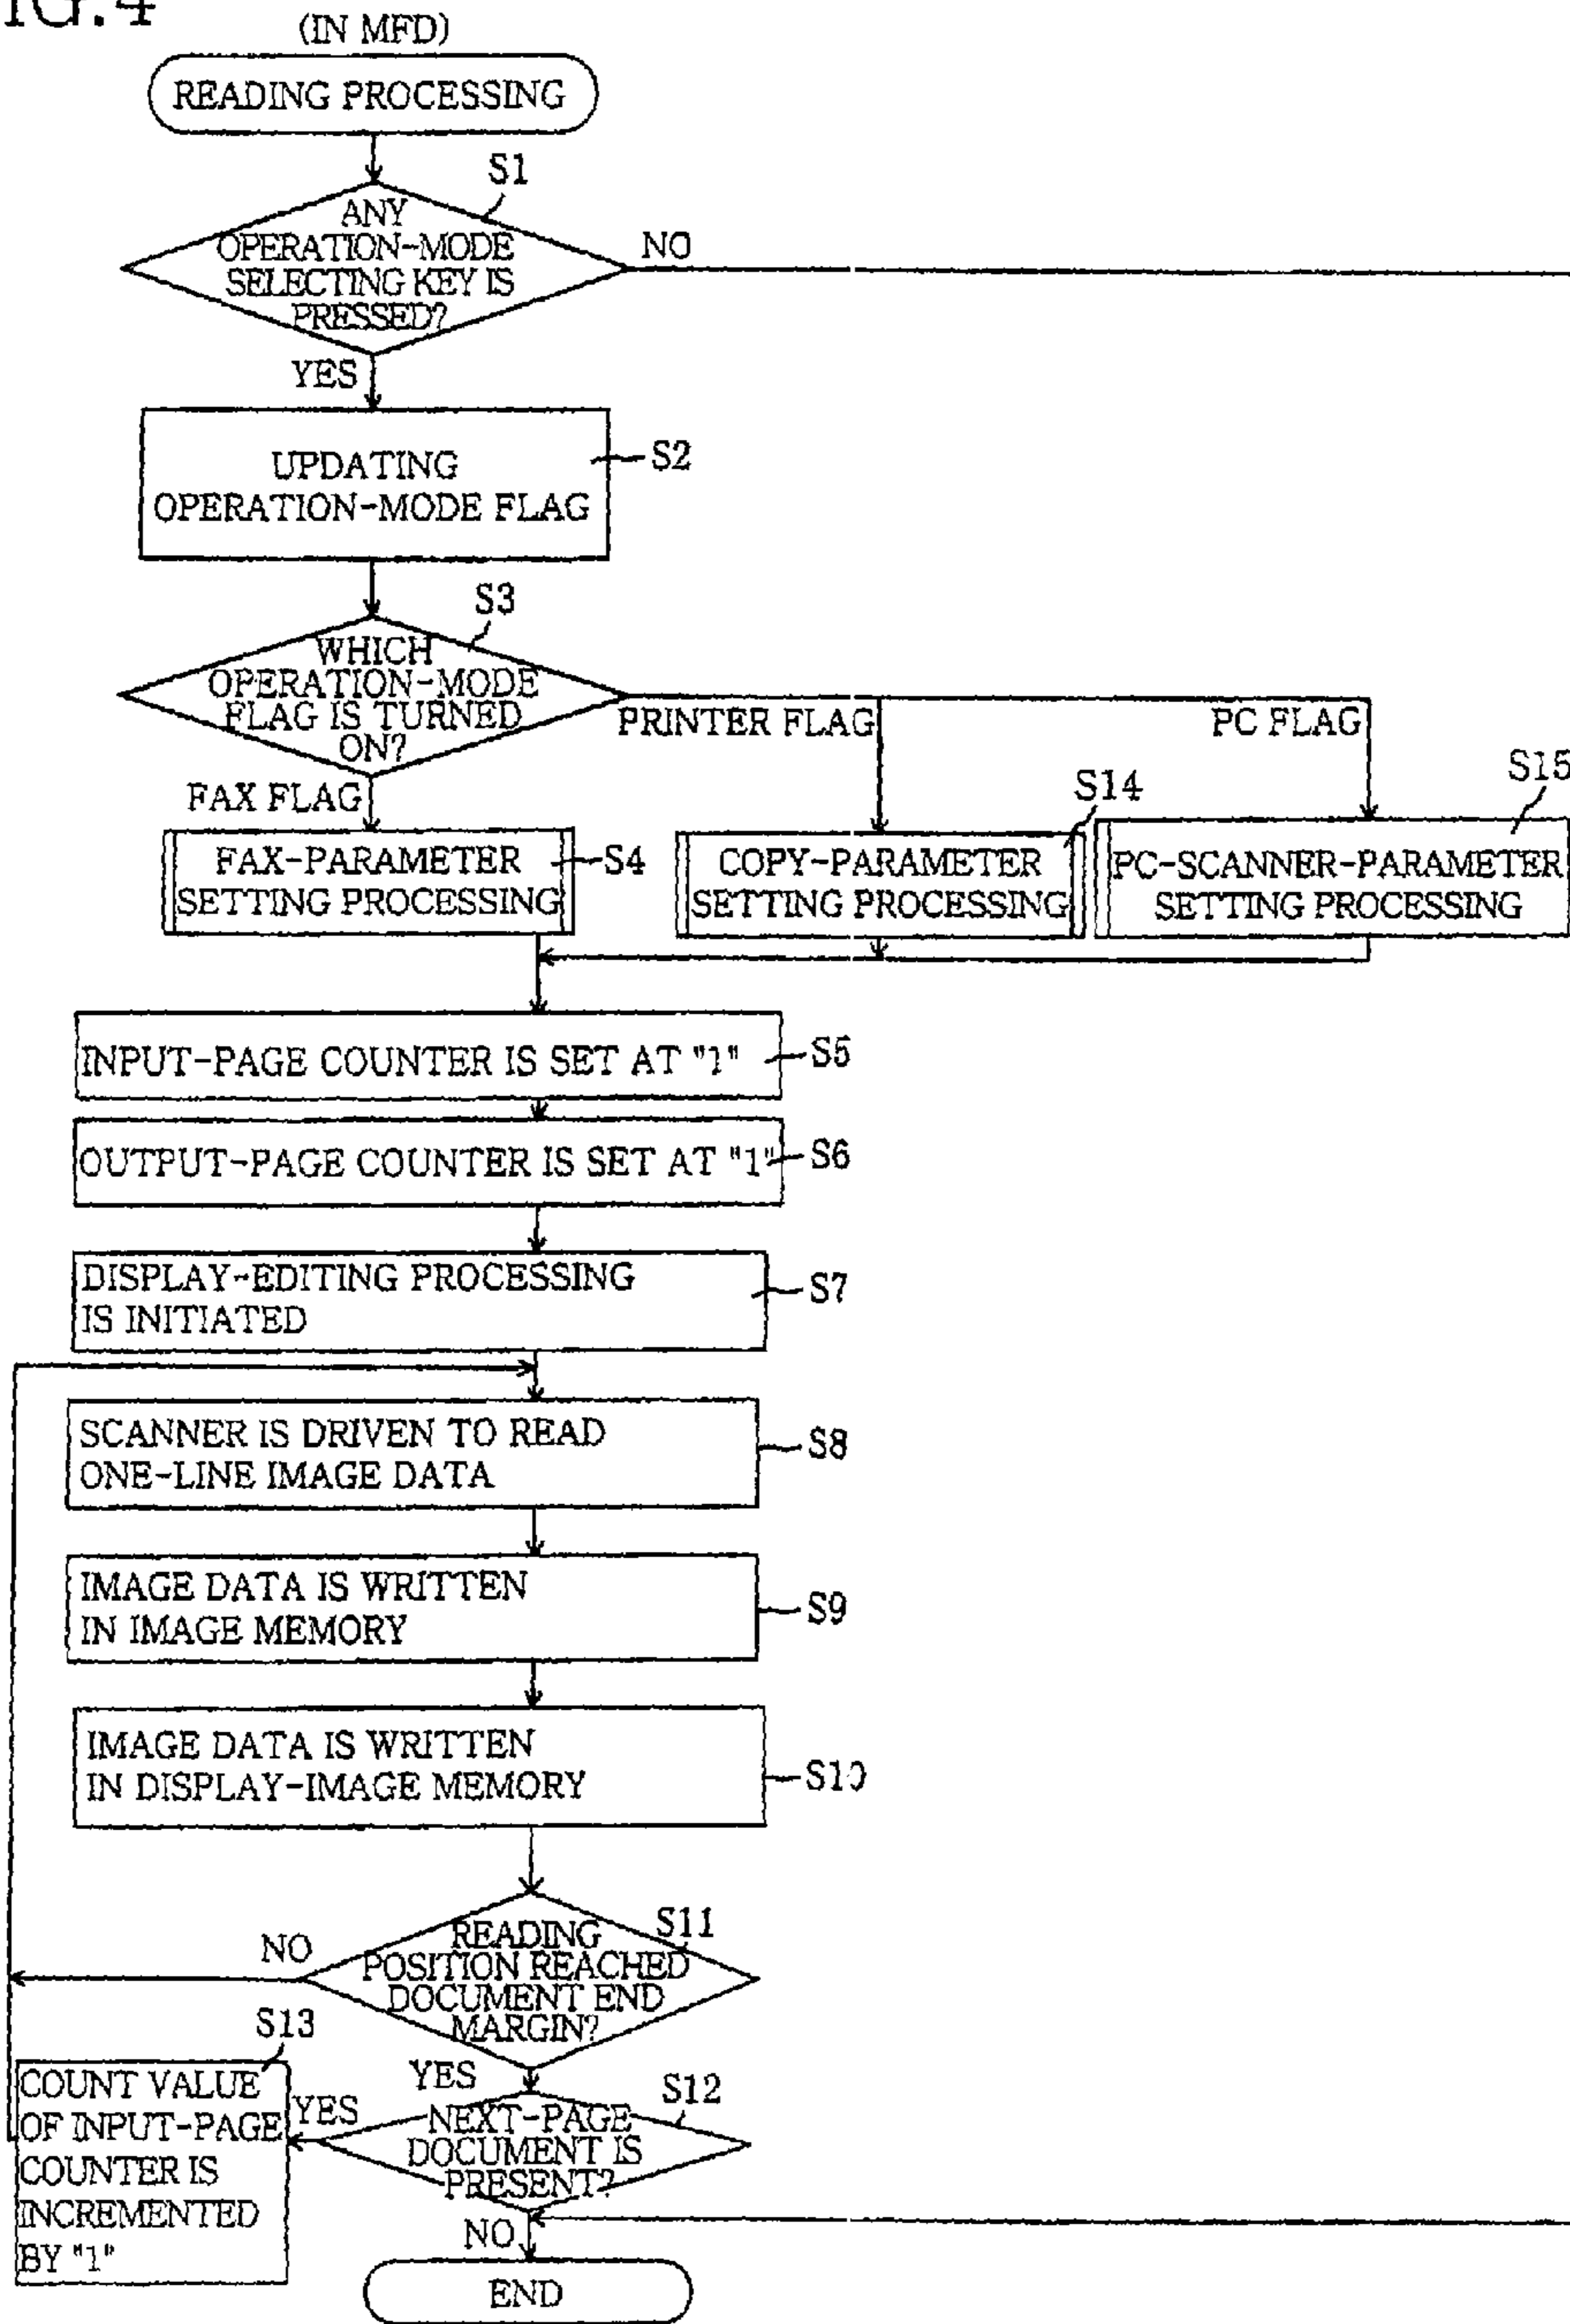 FIG.4
(IN MFD)
READING PROCESSING
S1
ANY
OPERATION-MODE
SELECTING KEY IS
PRESSED?
NO
YES
UPDATING
OPERATION-MODE FLAG
S2
S3
WHICH
OPERATION-MODE
FLAG IS TURNED
ON?
PRINTER FLAG
PC FLAG
FAX FLAG
S14
S15
FAX-PARAMETER
SETTING PROCESSING
S4
COPY-PARAMETER
SETTING PROCESSING
PC-SCANNER-PARAMETER
SETTING PROCESSING
INPUT-PAGE COUNTER IS SET AT "1"
S5
OUTPUT-PAGE COUNTER IS SET AT "1"
S6
DISPLAY-EDITING PROCESSING
IS INITIATED
S7
SCANNER IS DRIVEN TO READ
ONE-LINE IMAGE DATA
S8
IMAGE DATA IS WRITTEN
IN IMAGE MEMORY
S9
IMAGE DATA IS WRITTEN
IN DISPLAY-IMAGE MEMORY
S10
S11
READING
POSITION REACHED
DOCUMENT END
MARGIN?
NO
YES
S13
COUNT VALUE
OF INPUT-PAGE
COUNTER IS
INCREMENTED
BY "1"
YES
S12
NEXT-PAGE
DOCUMENT IS
PRESENT?
NO
END